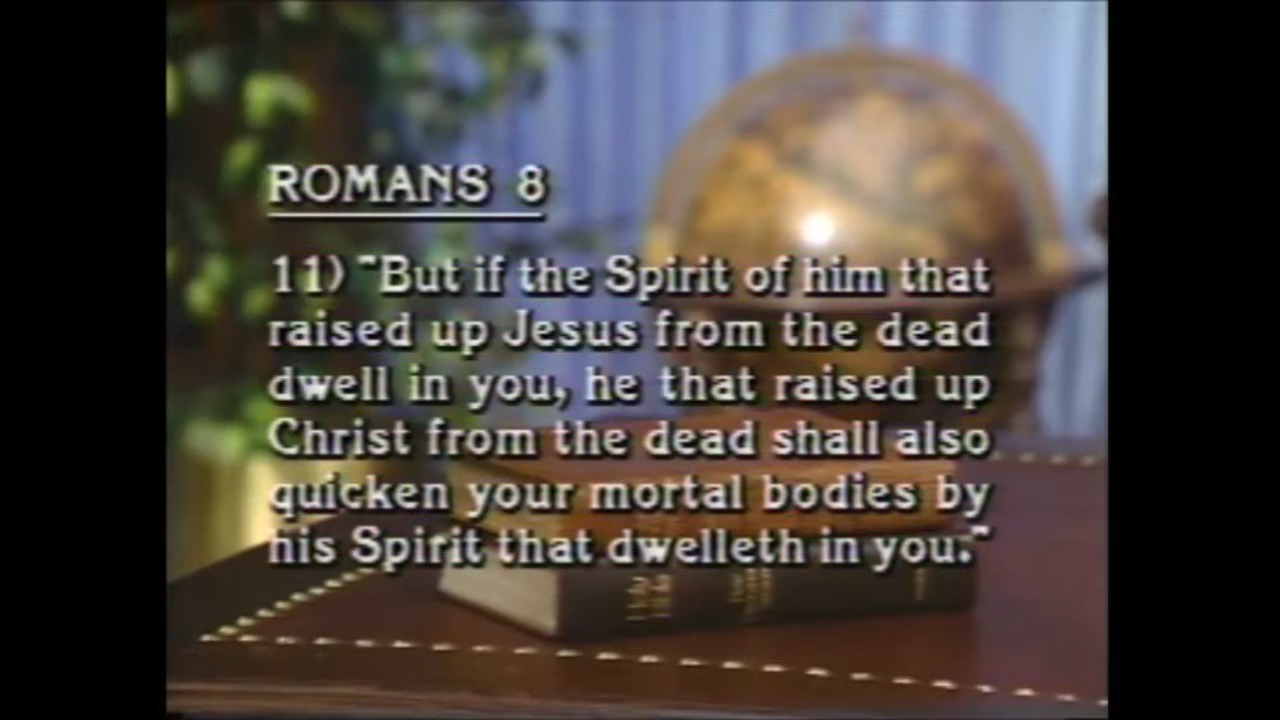 ROMANS 8
11) "But if the Spirit of him that
raised up Jesus from the dead
dwell in you, he that raised up
Christ from the dead shall also
quicken your mortal bodies by
his Spirit that dwelleth in you."